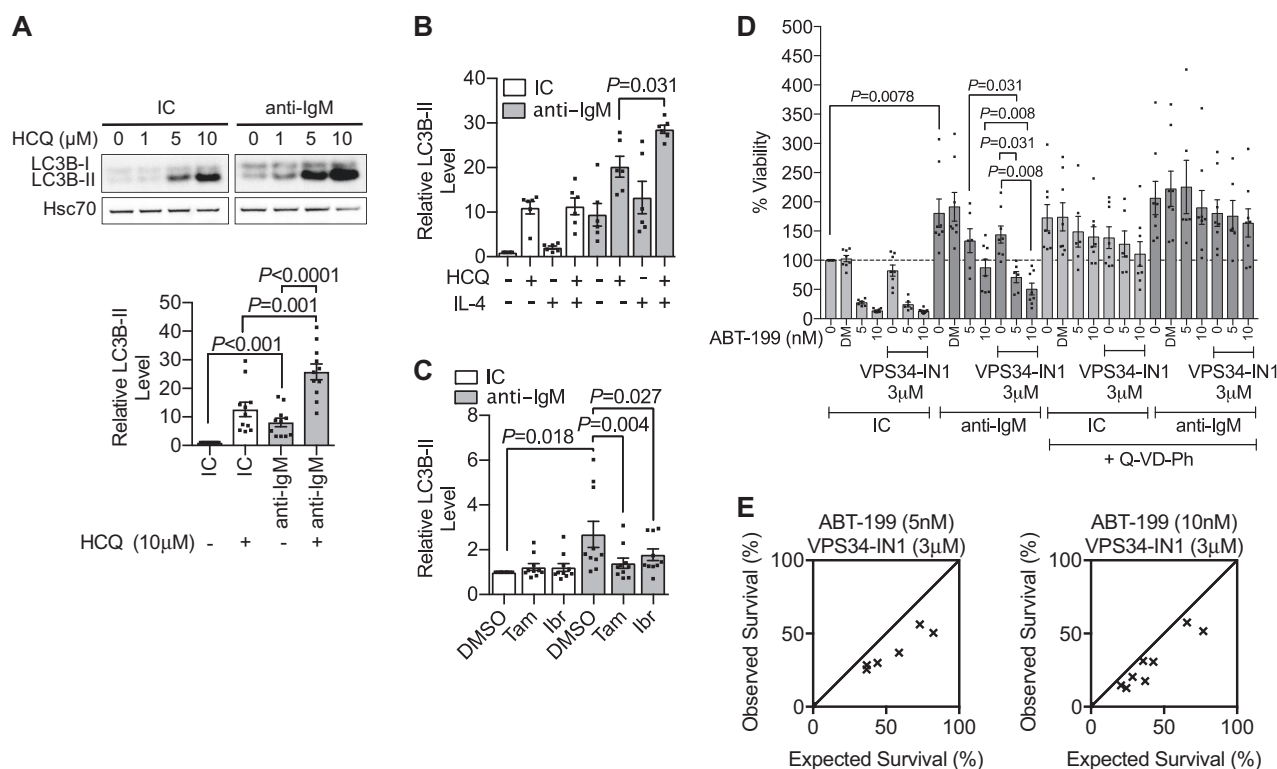 A
IC anti-IgM
HCQ (µM) 0 1 5 10 0 1 5 10
LC3B-I
LC3B-II
Hsc70
Relative LC3B-II
Level
50
40
30
20
10
0
P<0.0001
P=0.001
P<0.001
IC IC anti-IgM anti-IgM
HCQ (10µM) - + - +
B
Relative LC3B-II
Level
40
30
20
10
0
IC
anti-IgM
P=0.031
HCQ - + - + - + - +
IL-4 - - + + - - + +
C
Relative LC3B-II
Level
8
6
4
2
0
IC
anti-IgM
P=0.027
P=0.004
P=0.018
DMSO Tam Ibr DMSO Tam Ibr
D
% Viability
500
450
400
350
300
250
200
150
100
50
0
P=0.0078
P=0.031
P=0.008
P=0.031
P=0.008
ABT-199 (nM) 0 DM 5 10 0 5 10 0 DM 5 10 0 5 10 0 DM 5 10 0 5 10 0 DM 5 10 0 5 10
VPS34-IN1 VPS34-IN1 VPS34-IN1 VPS34-IN1
3µM 3µM 3µM 3µM
IC anti-IgM IC anti-IgM
+ Q-VD-Ph
E
ABT-199 (5nM)
VPS34-IN1 (3µM)
Observed Survival (%)
100
50
0
0 50 100
Expected Survival (%)
ABT-199 (10nM)
VPS34-IN1 (3µM)
Observed Survival (%)
100
50
0
0 50 100
Expected Survival (%)